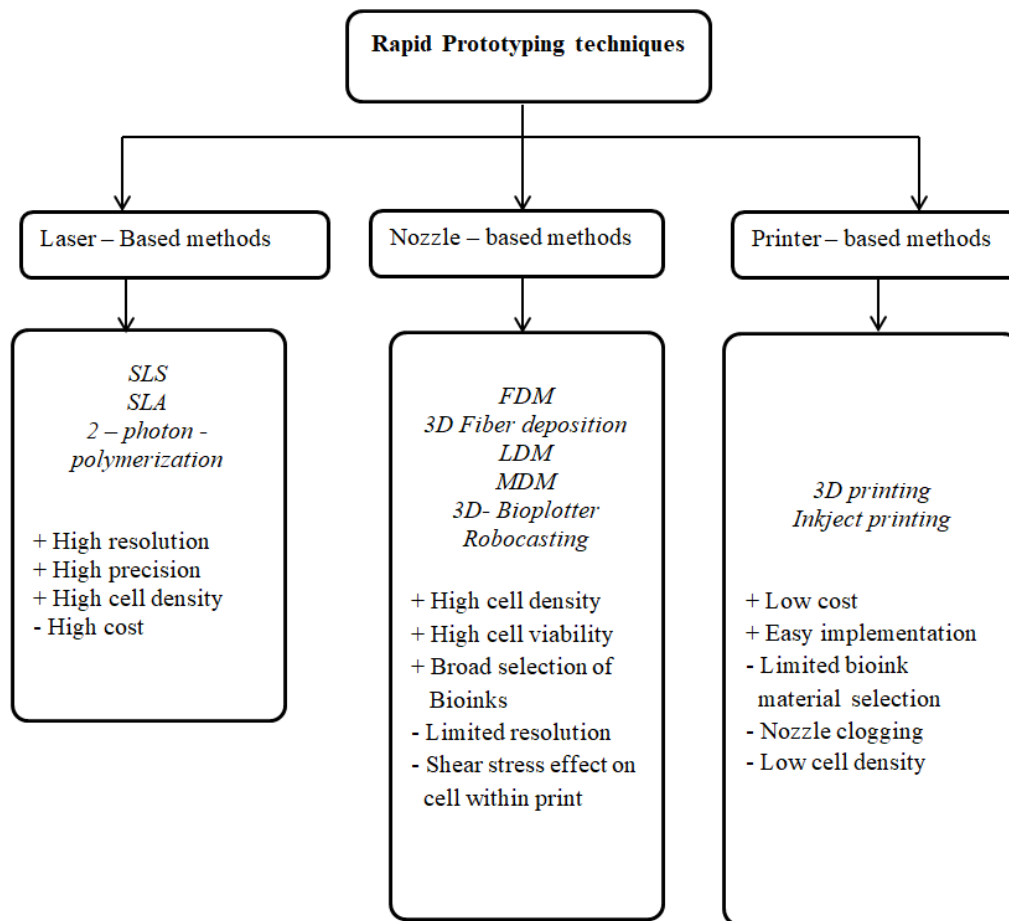 Rapid Prototyping techniques
Laser – Based methods
Nozzle – based methods
Printer – based methods
SLS
SLA
2 – photon -
polymerization
+ High resolution
+ High precision
+ High cell density
- High cost
FDM
3D Fiber deposition
LDM
MDM
3D- Bioplotter
Robocasting
+ High cell density
+ High cell viability
+ Broad selection of
Bioinks
- Limited resolution
- Shear stress effect on
cell within print
3D printing
Inkject printing
+ Low cost
+ Easy implementation
- Limited bioink
material selection
- Nozzle clogging
- Low cell density